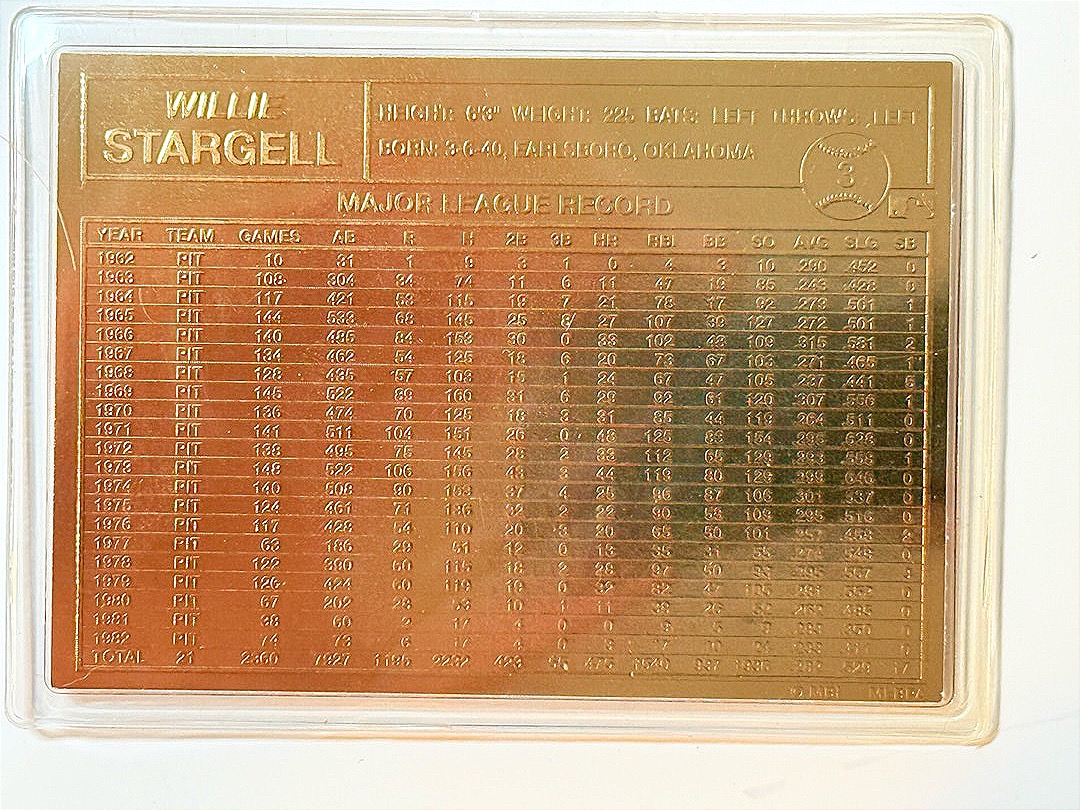 WILLIE
STARGELL
HEIGHT: 6'3" WEIGHT: 225 BATS: LEFT THROWS: LEFT
BORN: 3-6-40, EARLSBORO, OKLAHOMA
3
MAJOR LEAGUE RECORD
YEAR TEAM GAMES AB R H 2B 3B HR RBI BB SO AVG SLG SB
1962 PIT 10 31 1 9 3 1 0 4 3 10 .290 .452 0
1963 PIT 108 304 34 74 11 6 11 47 19 85 .243 .428 0
1964 PIT 117 421 53 115 19 7 21 78 17 92 .273 .501 1
1965 PIT 144 533 68 145 25 8 27 107 39 127 .272 .501 1
1966 PIT 140 485 84 153 30 0 33 102 48 109 .315 .581 2
1967 PIT 134 462 54 125 18 6 20 73 67 103 .271 .465 1
1968 PIT 128 435 57 103 15 1 24 67 47 105 .237 .441 5
1969 PIT 145 522 89 160 31 6 29 92 61 120 .307 .556 1
1970 PIT 136 474 70 125 18 3 31 85 44 119 .264 .511 0
1971 PIT 141 511 104 151 26 0 48 125 83 154 .295 .628 0
1972 PIT 138 495 75 145 28 2 33 112 65 129 .293 .558 1
1973 PIT 148 522 106 156 43 3 44 119 80 129 .299 .646 0
1974 PIT 140 508 90 153 37 4 25 96 87 106 .301 .537 0
1975 PIT 124 461 71 136 32 2 22 90 58 109 .295 .516 0
1976 PIT 117 428 54 110 20 3 20 65 50 101 .257 .458 2
1977 PIT 63 186 29 51 12 0 13 35 31 55 .274 .548 0
1978 PIT 122 390 60 115 18 2 28 97 50 93 .295 .567 3
1979 PIT 126 424 60 119 19 0 32 82 47 105 .281 .552 0
1980 PIT 67 202 28 53 10 1 11 38 26 52 .262 .485 0
1981 PIT 38 60 2 17 4 0 0 9 5 9 .283 .350 0
1982 PIT 74 73 6 17 4 0 3 17 10 24 .233 .411 0
TOTAL 21 2360 7927 1195 2232 423 55 475 1540 937 1936 .282 .529 17
MLBPA